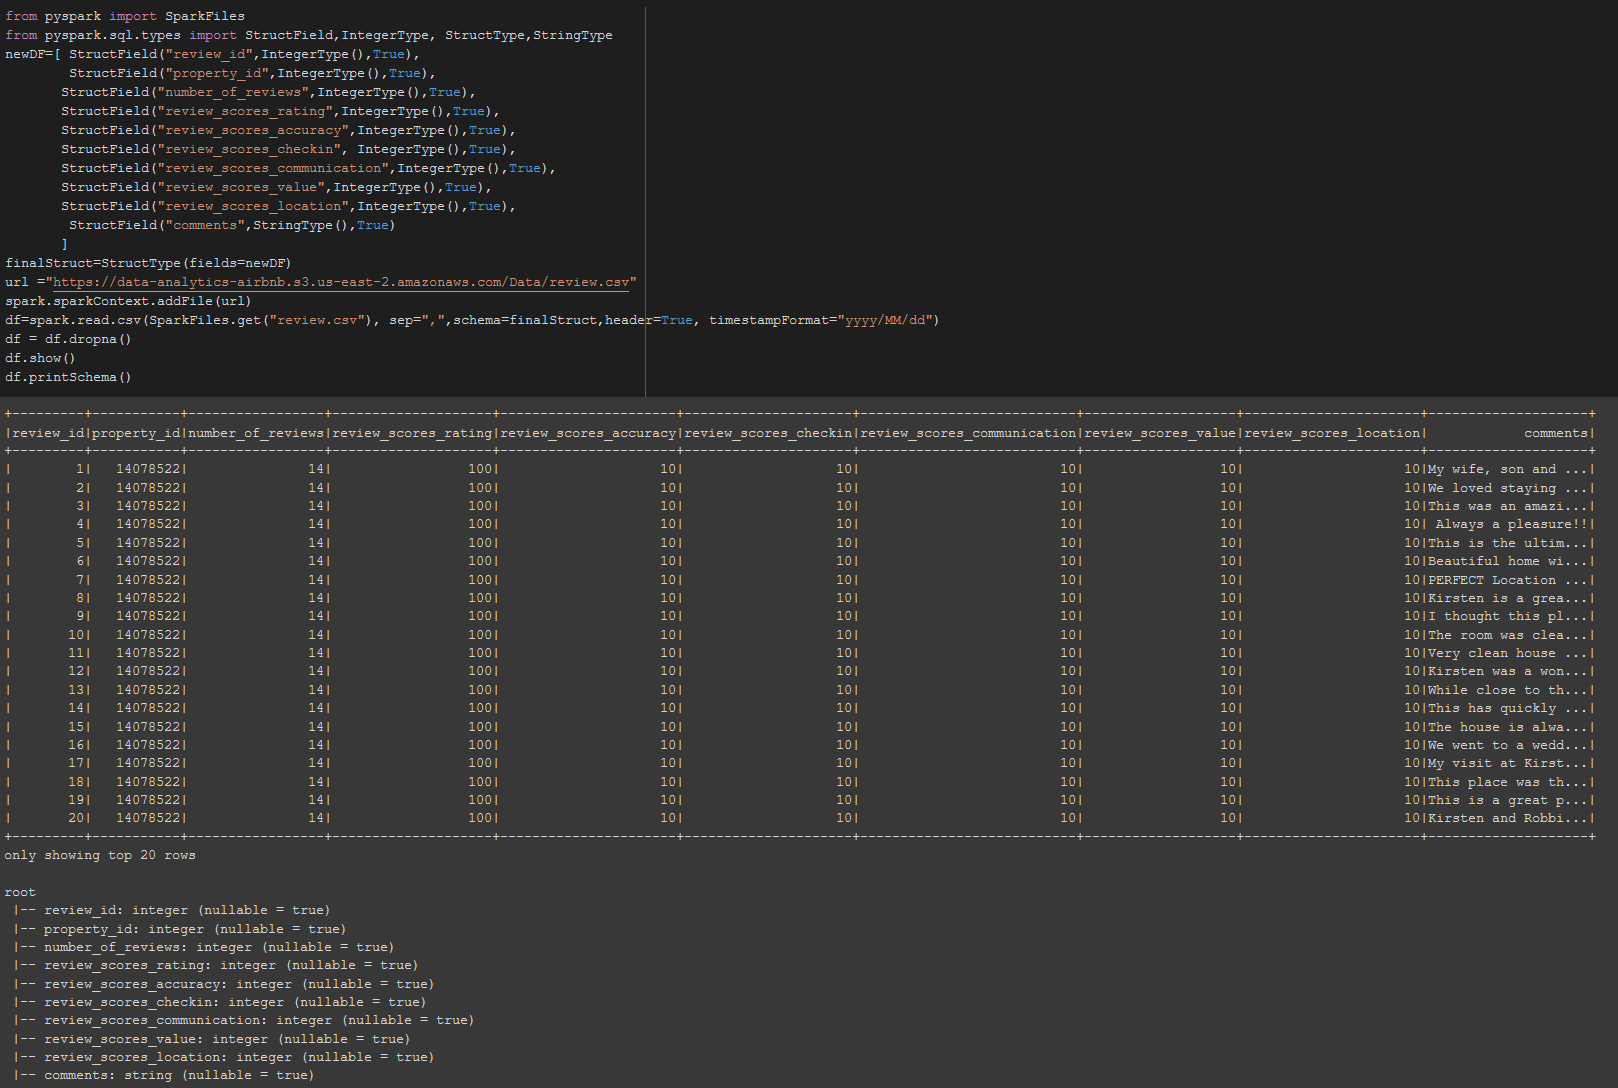 from pyspark import SparkFiles
from pyspark.sql.types import StructField,IntegerType, StructType,StringType
newDF=[ StructField("review_id",IntegerType(),True),
        StructField("property_id",IntegerType(),True),
       StructField("number_of_reviews",IntegerType(),True),
       StructField("review_scores_rating",IntegerType(),True),
       StructField("review_scores_accuracy",IntegerType(),True),
       StructField("review_scores_checkin", IntegerType(),True),
       StructField("review_scores_communication",IntegerType(),True),
       StructField("review_scores_value",IntegerType(),True),
       StructField("review_scores_location",IntegerType(),True),
        StructField("comments",StringType(),True)
       ]
finalStruct=StructType(fields=newDF)
url ="https://data-analytics-airbnb.s3.us-east-2.amazonaws.com/Data/review.csv"
spark.sparkContext.addFile(url)
df=spark.read.csv(SparkFiles.get("review.csv"), sep=",",schema=finalStruct,header=True, timestampFormat="yyyy/MM/dd")
df = df.dropna()
df.show()
df.printSchema()
+---------+-----------+-----------------+--------------------+----------------------+---------------------+---------------------------+-------------------+----------------------+--------------------+
|review_id|property_id|number_of_reviews|review_scores_rating|review_scores_accuracy|review_scores_checkin|review_scores_communication|review_scores_value|review_scores_location|            comments|
+---------+-----------+-----------------+--------------------+----------------------+---------------------+---------------------------+-------------------+----------------------+--------------------+
|        1|   14078522|               14|                 100|                    10|                   10|                         10|                 10|                    10|My wife, son and ...|
|        2|   14078522|               14|                 100|                    10|                   10|                         10|                 10|                    10|We loved staying ...|
|        3|   14078522|               14|                 100|                    10|                   10|                         10|                 10|                    10|This was an amazi...|
|        4|   14078522|               14|                 100|                    10|                   10|                         10|                 10|                    10| Always a pleasure!!|
|        5|   14078522|               14|                 100|                    10|                   10|                         10|                 10|                    10|This is the ultim...|
|        6|   14078522|               14|                 100|                    10|                   10|                         10|                 10|                    10|Beautiful home wi...|
|        7|   14078522|               14|                 100|                    10|                   10|                         10|                 10|                    10|PERFECT Location ...|
|        8|   14078522|               14|                 100|                    10|                   10|                         10|                 10|                    10|Kirsten is a grea...|
|        9|   14078522|               14|                 100|                    10|                   10|                         10|                 10|                    10|I thought this pl...|
|       10|   14078522|               14|                 100|                    10|                   10|                         10|                 10|                    10|The room was clea...|
|       11|   14078522|               14|                 100|                    10|                   10|                         10|                 10|                    10|Very clean house ...|
|       12|   14078522|               14|                 100|                    10|                   10|                         10|                 10|                    10|Kirsten was a won...|
|       13|   14078522|               14|                 100|                    10|                   10|                         10|                 10|                    10|While close to th...|
|       14|   14078522|               14|                 100|                    10|                   10|                         10|                 10|                    10|This has quickly ...|
|       15|   14078522|               14|                 100|                    10|                   10|                         10|                 10|                    10|The house is alwa...|
|       16|   14078522|               14|                 100|                    10|                   10|                         10|                 10|                    10|We went to a wedd...|
|       17|   14078522|               14|                 100|                    10|                   10|                         10|                 10|                    10|My visit at Kirst...|
|       18|   14078522|               14|                 100|                    10|                   10|                         10|                 10|                    10|This place was th...|
|       19|   14078522|               14|                 100|                    10|                   10|                         10|                 10|                    10|This is a great p...|
|       20|   14078522|               14|                 100|                    10|                   10|                         10|                 10|                    10|Kirsten and Robbi...|
+---------+-----------+-----------------+--------------------+----------------------+---------------------+---------------------------+-------------------+----------------------+--------------------+
only showing top 20 rows
root
 |-- review_id: integer (nullable = true)
 |-- property_id: integer (nullable = true)
 |-- number_of_reviews: integer (nullable = true)
 |-- review_scores_rating: integer (nullable = true)
 |-- review_scores_accuracy: integer (nullable = true)
 |-- review_scores_checkin: integer (nullable = true)
 |-- review_scores_communication: integer (nullable = true)
 |-- review_scores_value: integer (nullable = true)
 |-- review_scores_location: integer (nullable = true)
 |-- comments: string (nullable = true)